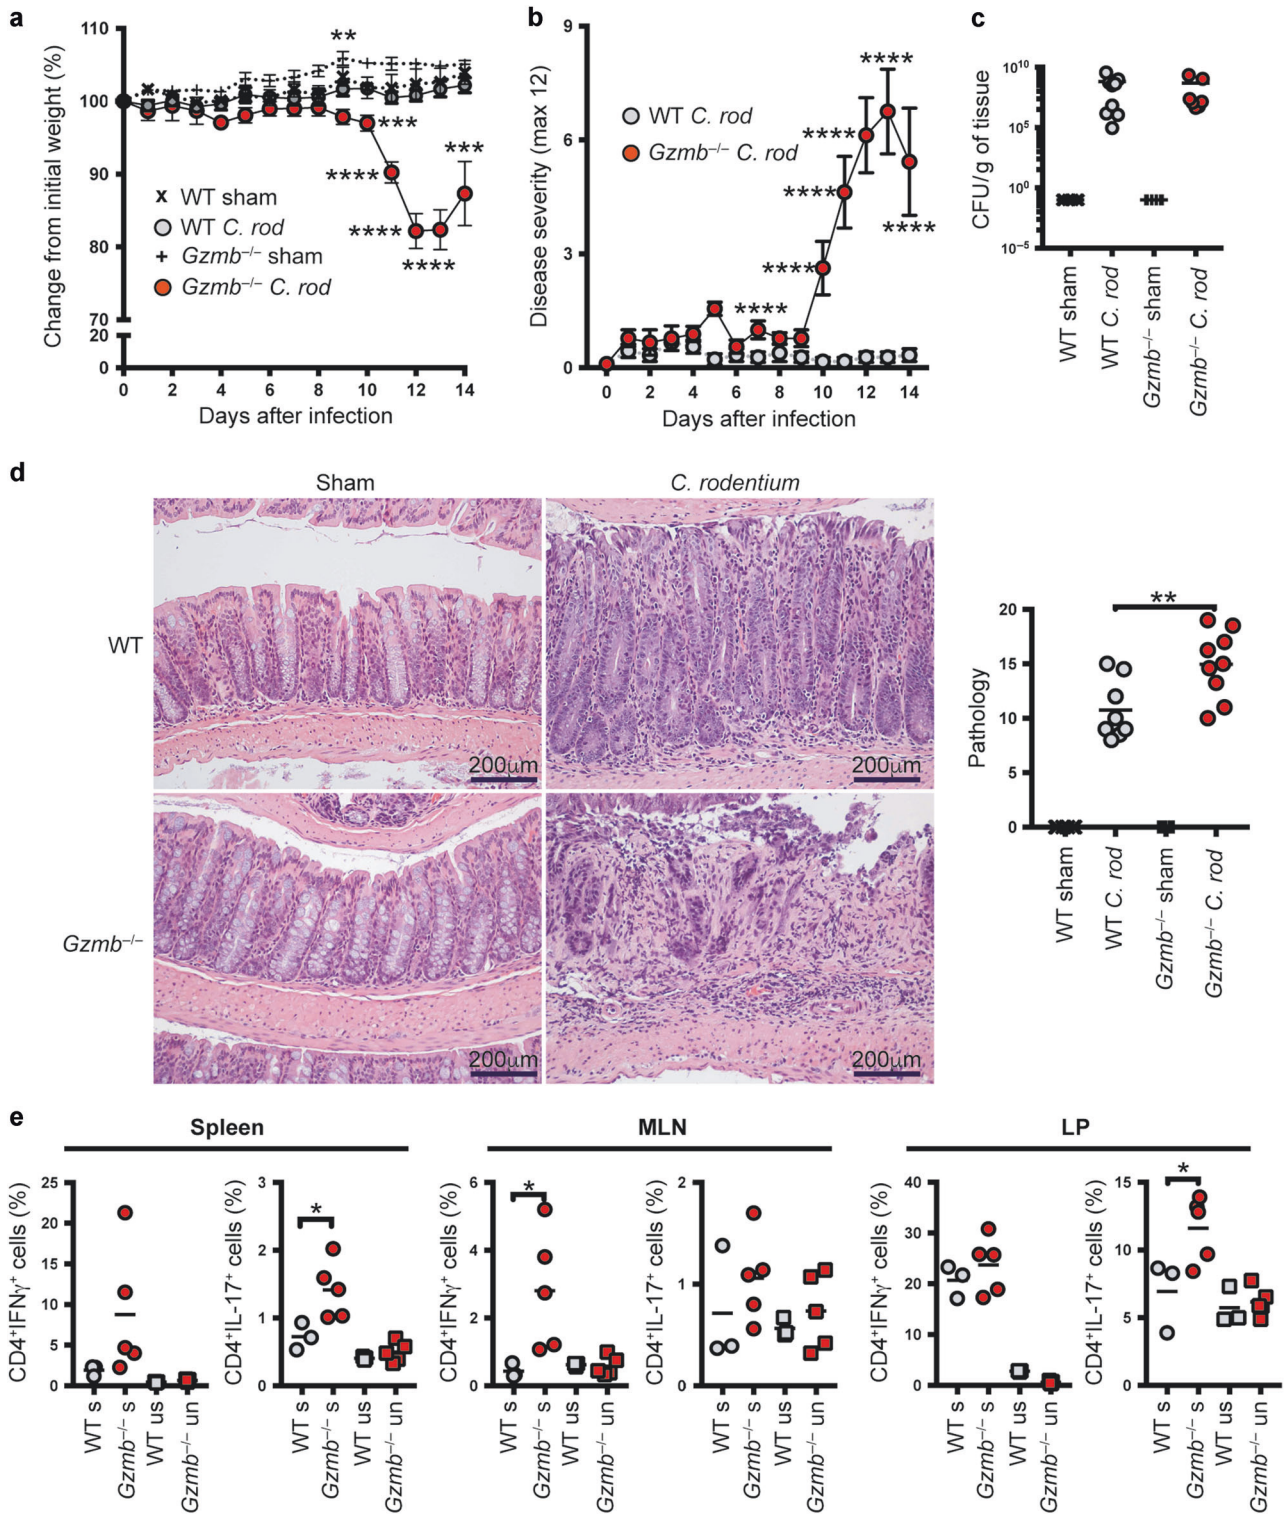 a
Change from initial weight (%)
110
100
90
80
70
20
0
**
***
****
****
****
***
WT sham
WT C. rod
Gzmb–/– sham
Gzmb–/– C. rod
0 2 4 6 8 10 12 14
Days after infection
b
Disease severity (max 12)
9
6
3
0
WT C. rod
Gzmb–/– C. rod
****
****
****
****
****
****
0 2 4 6 8 10 12 14
Days after infection
c
CFU/g of tissue
10^10
10^5
10^0
10^–5
WT sham
WT C. rod
Gzmb–/– sham
Gzmb–/– C. rod
d
Sham
C. rodentium
WT
Gzmb–/–
200µm
200µm
200µm
200µm
Pathology
20
15
10
5
0
**
WT sham
WT C. rod
Gzmb–/– sham
Gzmb–/– C. rod
e
Spleen
CD4+IFNγ+ cells (%)
25
20
15
10
5
0
WT s
Gzmb–/– s
WT us
Gzmb–/– un
CD4+IL-17+ cells (%)
3
2
1
0
*
WT s
Gzmb–/– s
WT us
Gzmb–/– un
MLN
CD4+IFNγ+ cells (%)
6
4
2
0
*
WT s
Gzmb–/– s
WT us
Gzmb–/– un
CD4+IL-17+ cells (%)
2
1
0
WT s
Gzmb–/– s
WT us
Gzmb–/– un
LP
CD4+IFNγ+ cells (%)
40
30
20
10
0
WT s
Gzmb–/– s
WT us
Gzmb–/– un
CD4+IL-17+ cells (%)
15
10
5
0
*
WT s
Gzmb–/– s
WT us
Gzmb–/– un